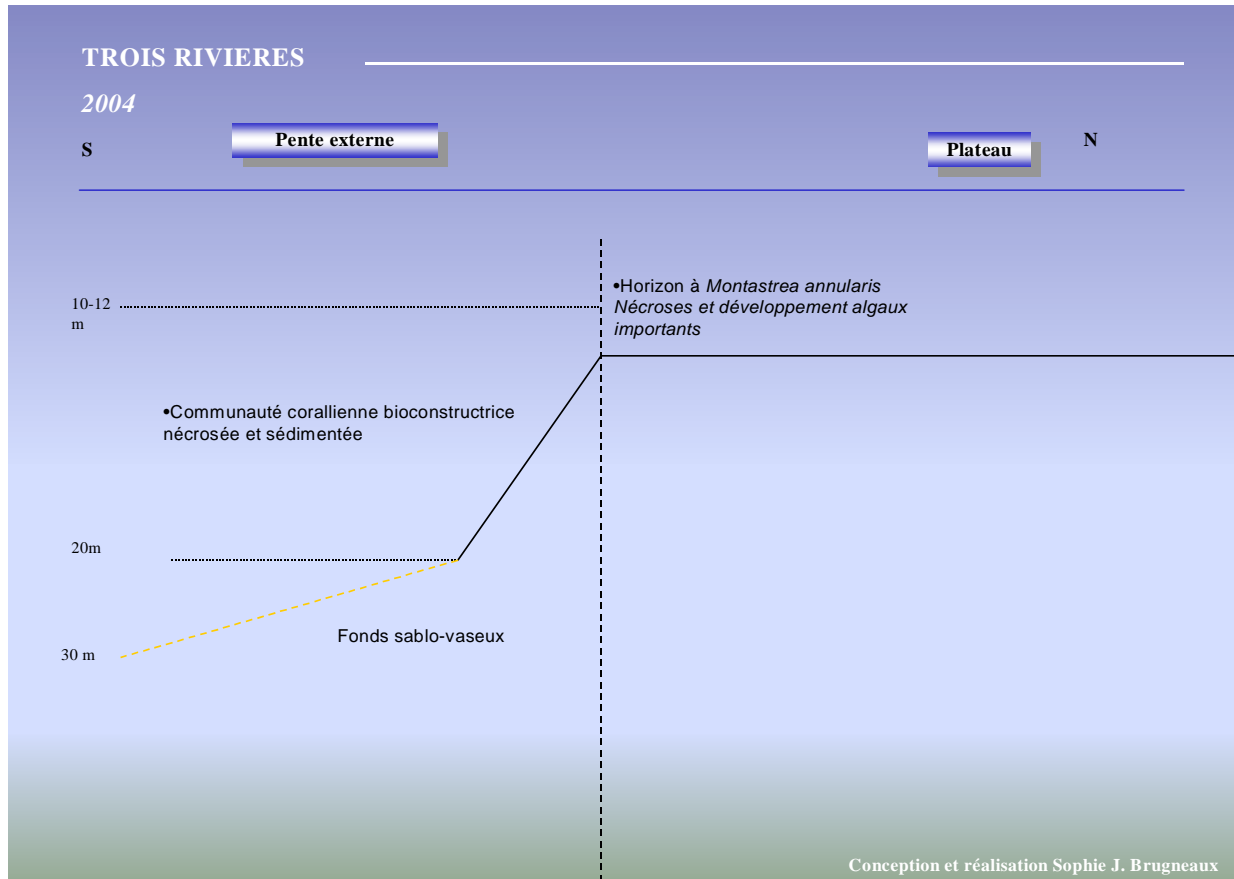 TROIS RIVIERES
2004
S
Pente externe
Plateau
N
10-12
m
•Horizon à Montastrea annularis
Nécroses et développement algaux
importants
•Communauté corallienne bioconstructrice
nécrosée et sédimentée
20m
Fonds sablo-vaseux
30 m
Conception et réalisation Sophie J. Brugneaux